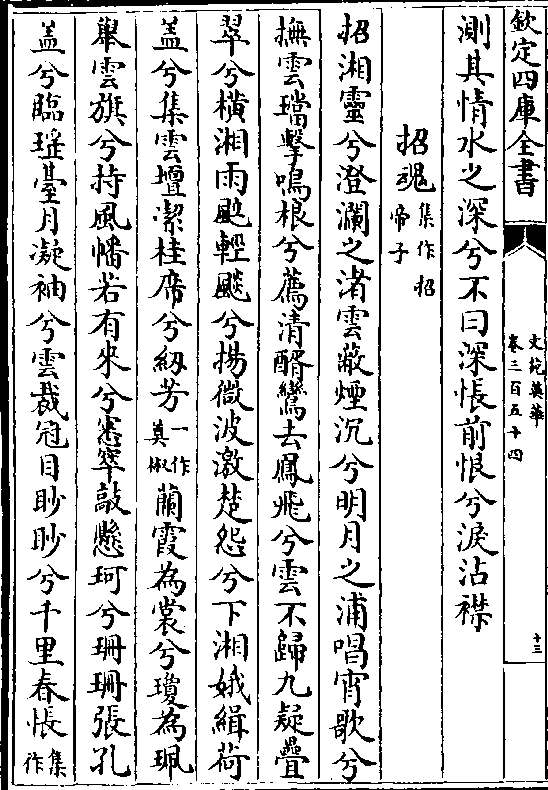 欽定四庫全書
文苑英華
卷三百五十四
十三
測其情水之深兮不曰深悵前恨兮淚沾襟
招魂集作招
帝子
招湘靈兮澄瀾之渚雲蔽煙沉兮明月之浦唱宵歌兮
撫雲璈擊鳴根兮薦清醑鸞去鳳飛兮雲不歸九疑疊
翠兮横湘雨颭輕颷兮揚微波激楚怨兮下湘娥緝荷
蓋兮集雲壇潔桂席兮紉芳一作
莫椒蘭霞為裳兮瓊為珮
舉雲旗兮持風幡若有來兮窸窣敲懸珂兮珊珊張孔
盖兮臨瑶臺月凝袖兮雲裁冠目眇眇兮千里春悵集
作